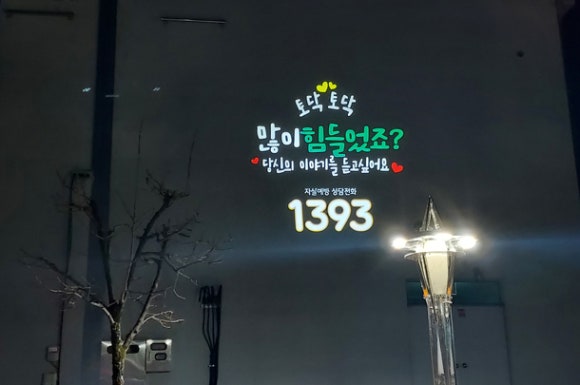 토닥 토닥
많이 힘들었죠?
당신의 이야기를 듣고싶어요
자살예방 상담전화
1393